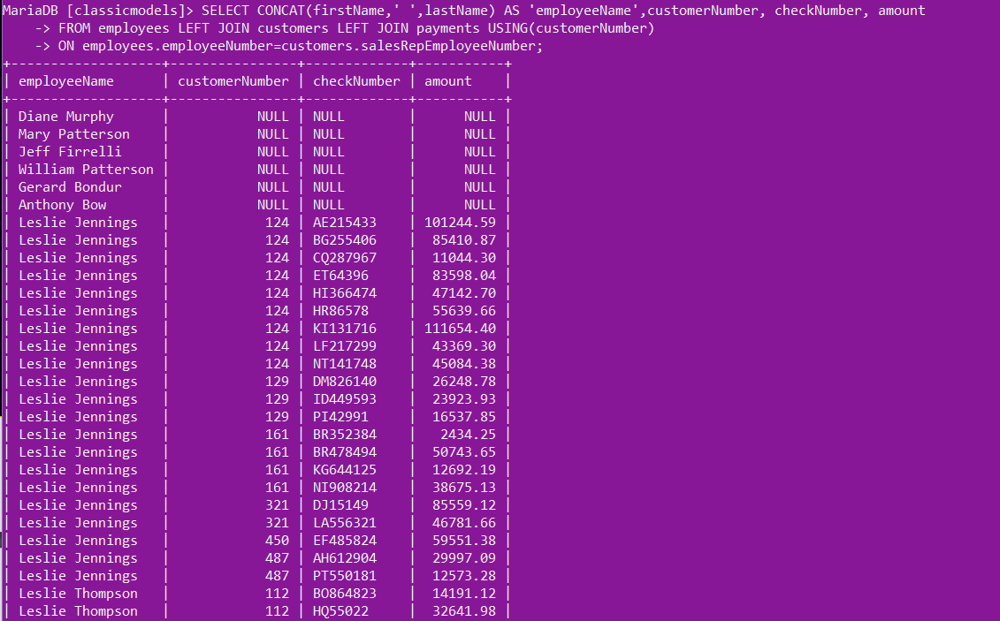 MariaDB [classicmodels]> SELECT CONCAT(firstName,' ',lastName) AS 'employeeName',customerNumber, checkNumber, amount
    -> FROM employees LEFT JOIN customers LEFT JOIN payments USING(customerNumber)
    -> ON employees.employeeNumber=customers.salesRepEmployeeNumber;
+-------------------+----------------+-------------+-----------+
| employeeName      | customerNumber | checkNumber | amount    |
+-------------------+----------------+-------------+-----------+
| Diane Murphy      |           NULL | NULL        |      NULL |
| Mary Patterson    |           NULL | NULL        |      NULL |
| Jeff Firrelli     |           NULL | NULL        |      NULL |
| William Patterson |           NULL | NULL        |      NULL |
| Gerard Bondur     |           NULL | NULL        |      NULL |
| Anthony Bow       |           NULL | NULL        |      NULL |
| Leslie Jennings   |            124 | AE215433    | 101244.59 |
| Leslie Jennings   |            124 | BG255406    |  85410.87 |
| Leslie Jennings   |            124 | CQ287967    |  11044.30 |
| Leslie Jennings   |            124 | ET64396     |  83598.04 |
| Leslie Jennings   |            124 | HI366474    |  47142.70 |
| Leslie Jennings   |            124 | HR86578     |  55639.66 |
| Leslie Jennings   |            124 | KI131716    | 111654.40 |
| Leslie Jennings   |            124 | LF217299    |  43369.30 |
| Leslie Jennings   |            124 | NT141748    |  45084.38 |
| Leslie Jennings   |            129 | DM826140    |  26248.78 |
| Leslie Jennings   |            129 | ID449593    |  23923.93 |
| Leslie Jennings   |            129 | PI42991     |  16537.85 |
| Leslie Jennings   |            161 | BR352384    |   2434.25 |
| Leslie Jennings   |            161 | BR478494    |  50743.65 |
| Leslie Jennings   |            161 | KG644125    |  12692.19 |
| Leslie Jennings   |            161 | NI908214    |  38675.13 |
| Leslie Jennings   |            321 | DJ15149     |  85559.12 |
| Leslie Jennings   |            321 | LA556321    |  46781.66 |
| Leslie Jennings   |            450 | EF485824    |  59551.38 |
| Leslie Jennings   |            487 | AH612904    |  29997.09 |
| Leslie Jennings   |            487 | PT550181    |  12573.28 |
| Leslie Thompson   |            112 | BO864823    |  14191.12 |
| Leslie Thompson   |            112 | HQ55022     |  32641.98 |